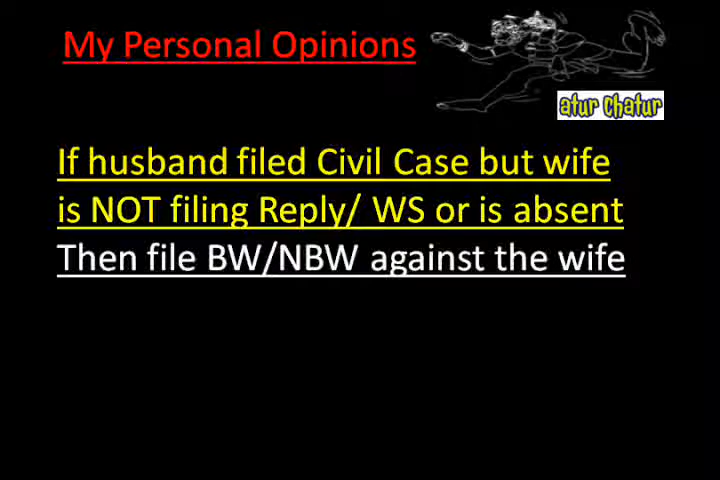 My Personal Opinions
atur chatur
If husband filed Civil Case but wife
is NOT filing Reply/ WS or is absent
Then file BW/NBW against the wife